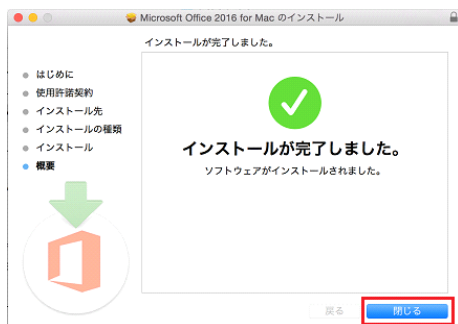 Microsoft Office 2016 for Mac のインストール
インストールが完了しました。
はじめに
使用許諾契約
インストール先
インストールの種類
インストール
概要
インストールが完了しました。
ソフトウェアがインストールされました。
戻る
閉じる